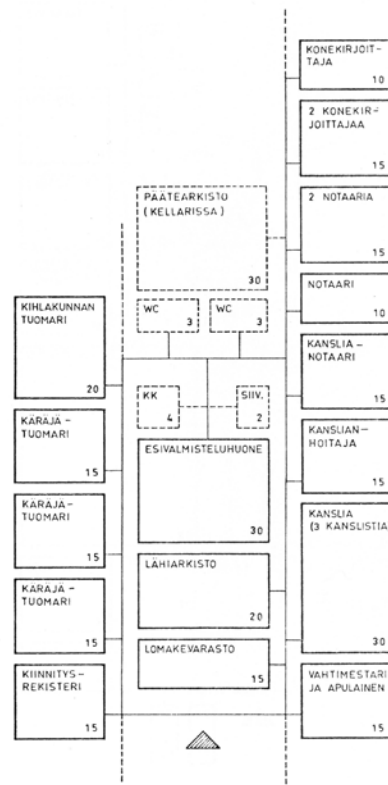 KONEKIRJOIT-
TAJA
10
2 KONEKIR-
JOITTAJAA
15
2 NOTAARIA
15
NOTAARI
10
KANSLIA-
NOTAARI
15
KANSLIAN-
HOITAJA
15
KANSLIA
(3 KANSLISTIA
30
VAHTIMESTARI
JA APULAINEN
15
PÄÄTEARKISTO
(KELLARISSA)
30
WC
3
WC
3
KK
4
SIIV.
2
ESIVALMISTELUHUONE
30
LÄHIARKISTO
20
LOMAKEVARASTO
15
KIHLAKUNNAN
TUOMARI
20
KÄRÄJÄ-
TUOMARI
15
KÄRÄJÄ-
TUOMARI
15
KÄRÄJÄ-
TUOMARI
15
KIINNITYS-
REKISTERI
15